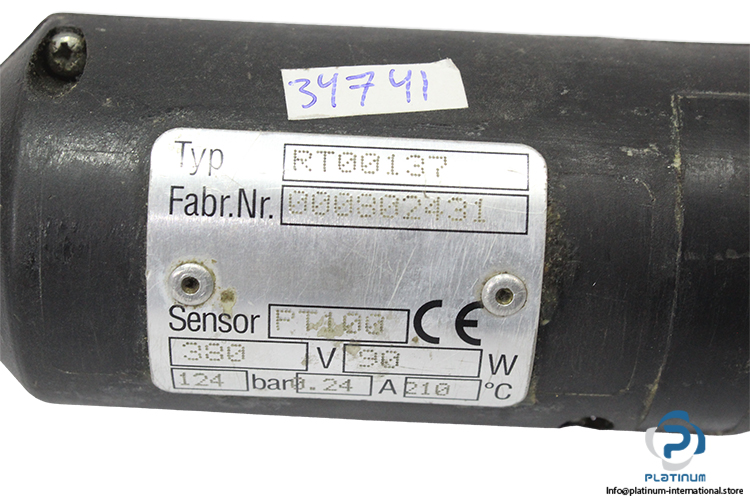 34741
Typ RT00137
Fabr.Nr. 000802431
Sensor PT100 CE
380 V 90 W
124 bar 0.24 A 210 °C
PLATINUM
Info@platinum-international.store